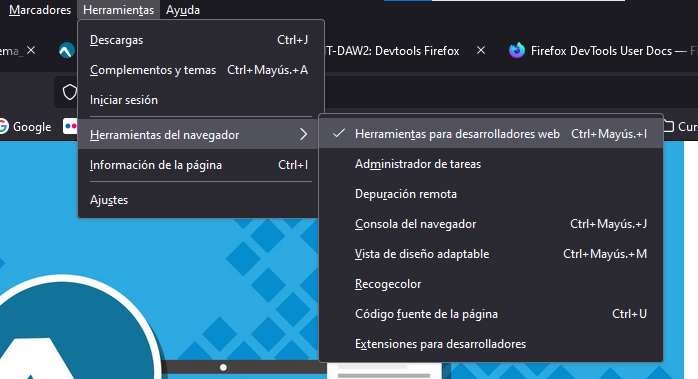 Marcadores Herramientas Ayuda
Descargas Ctrl+J
Complementos y temas Ctrl+Mayús.+A
Iniciar sesión
Herramientas del navegador
Información de la página Ctrl+I
Ajustes
T-DAW2: Devtools Firefox
Firefox DevTools User Docs —
Google
Herramientas para desarrolladores web Ctrl+Mayús.+I
Administrador de tareas
Depuración remota
Consola del navegador Ctrl+Mayús.+J
Vista de diseño adaptable Ctrl+Mayús.+M
Recogecolor
Código fuente de la página Ctrl+U
Extensiones para desarrolladores